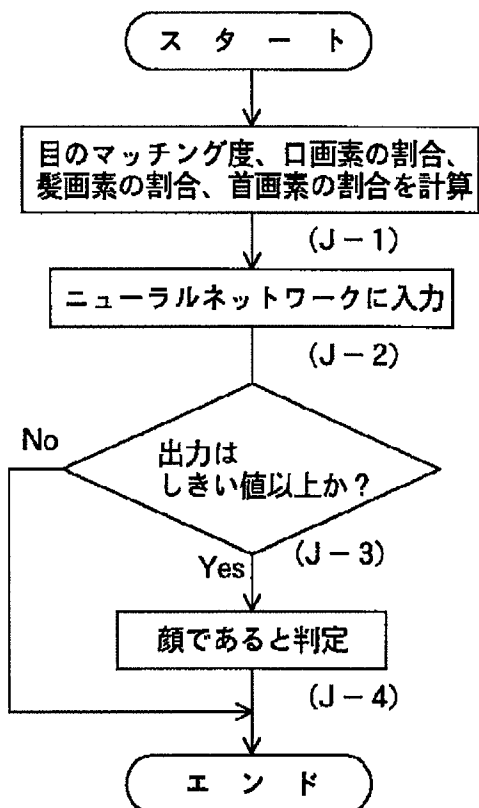 スタート
目のマッチング度、口画素の割合、
髪画素の割合、首画素の割合を計算
(J-1)
ニューラルネットワークに入力
(J-2)
No
出力は
しきい値以上か?
(J-3)
Yes
顔であると判定
(J-4)
エンド